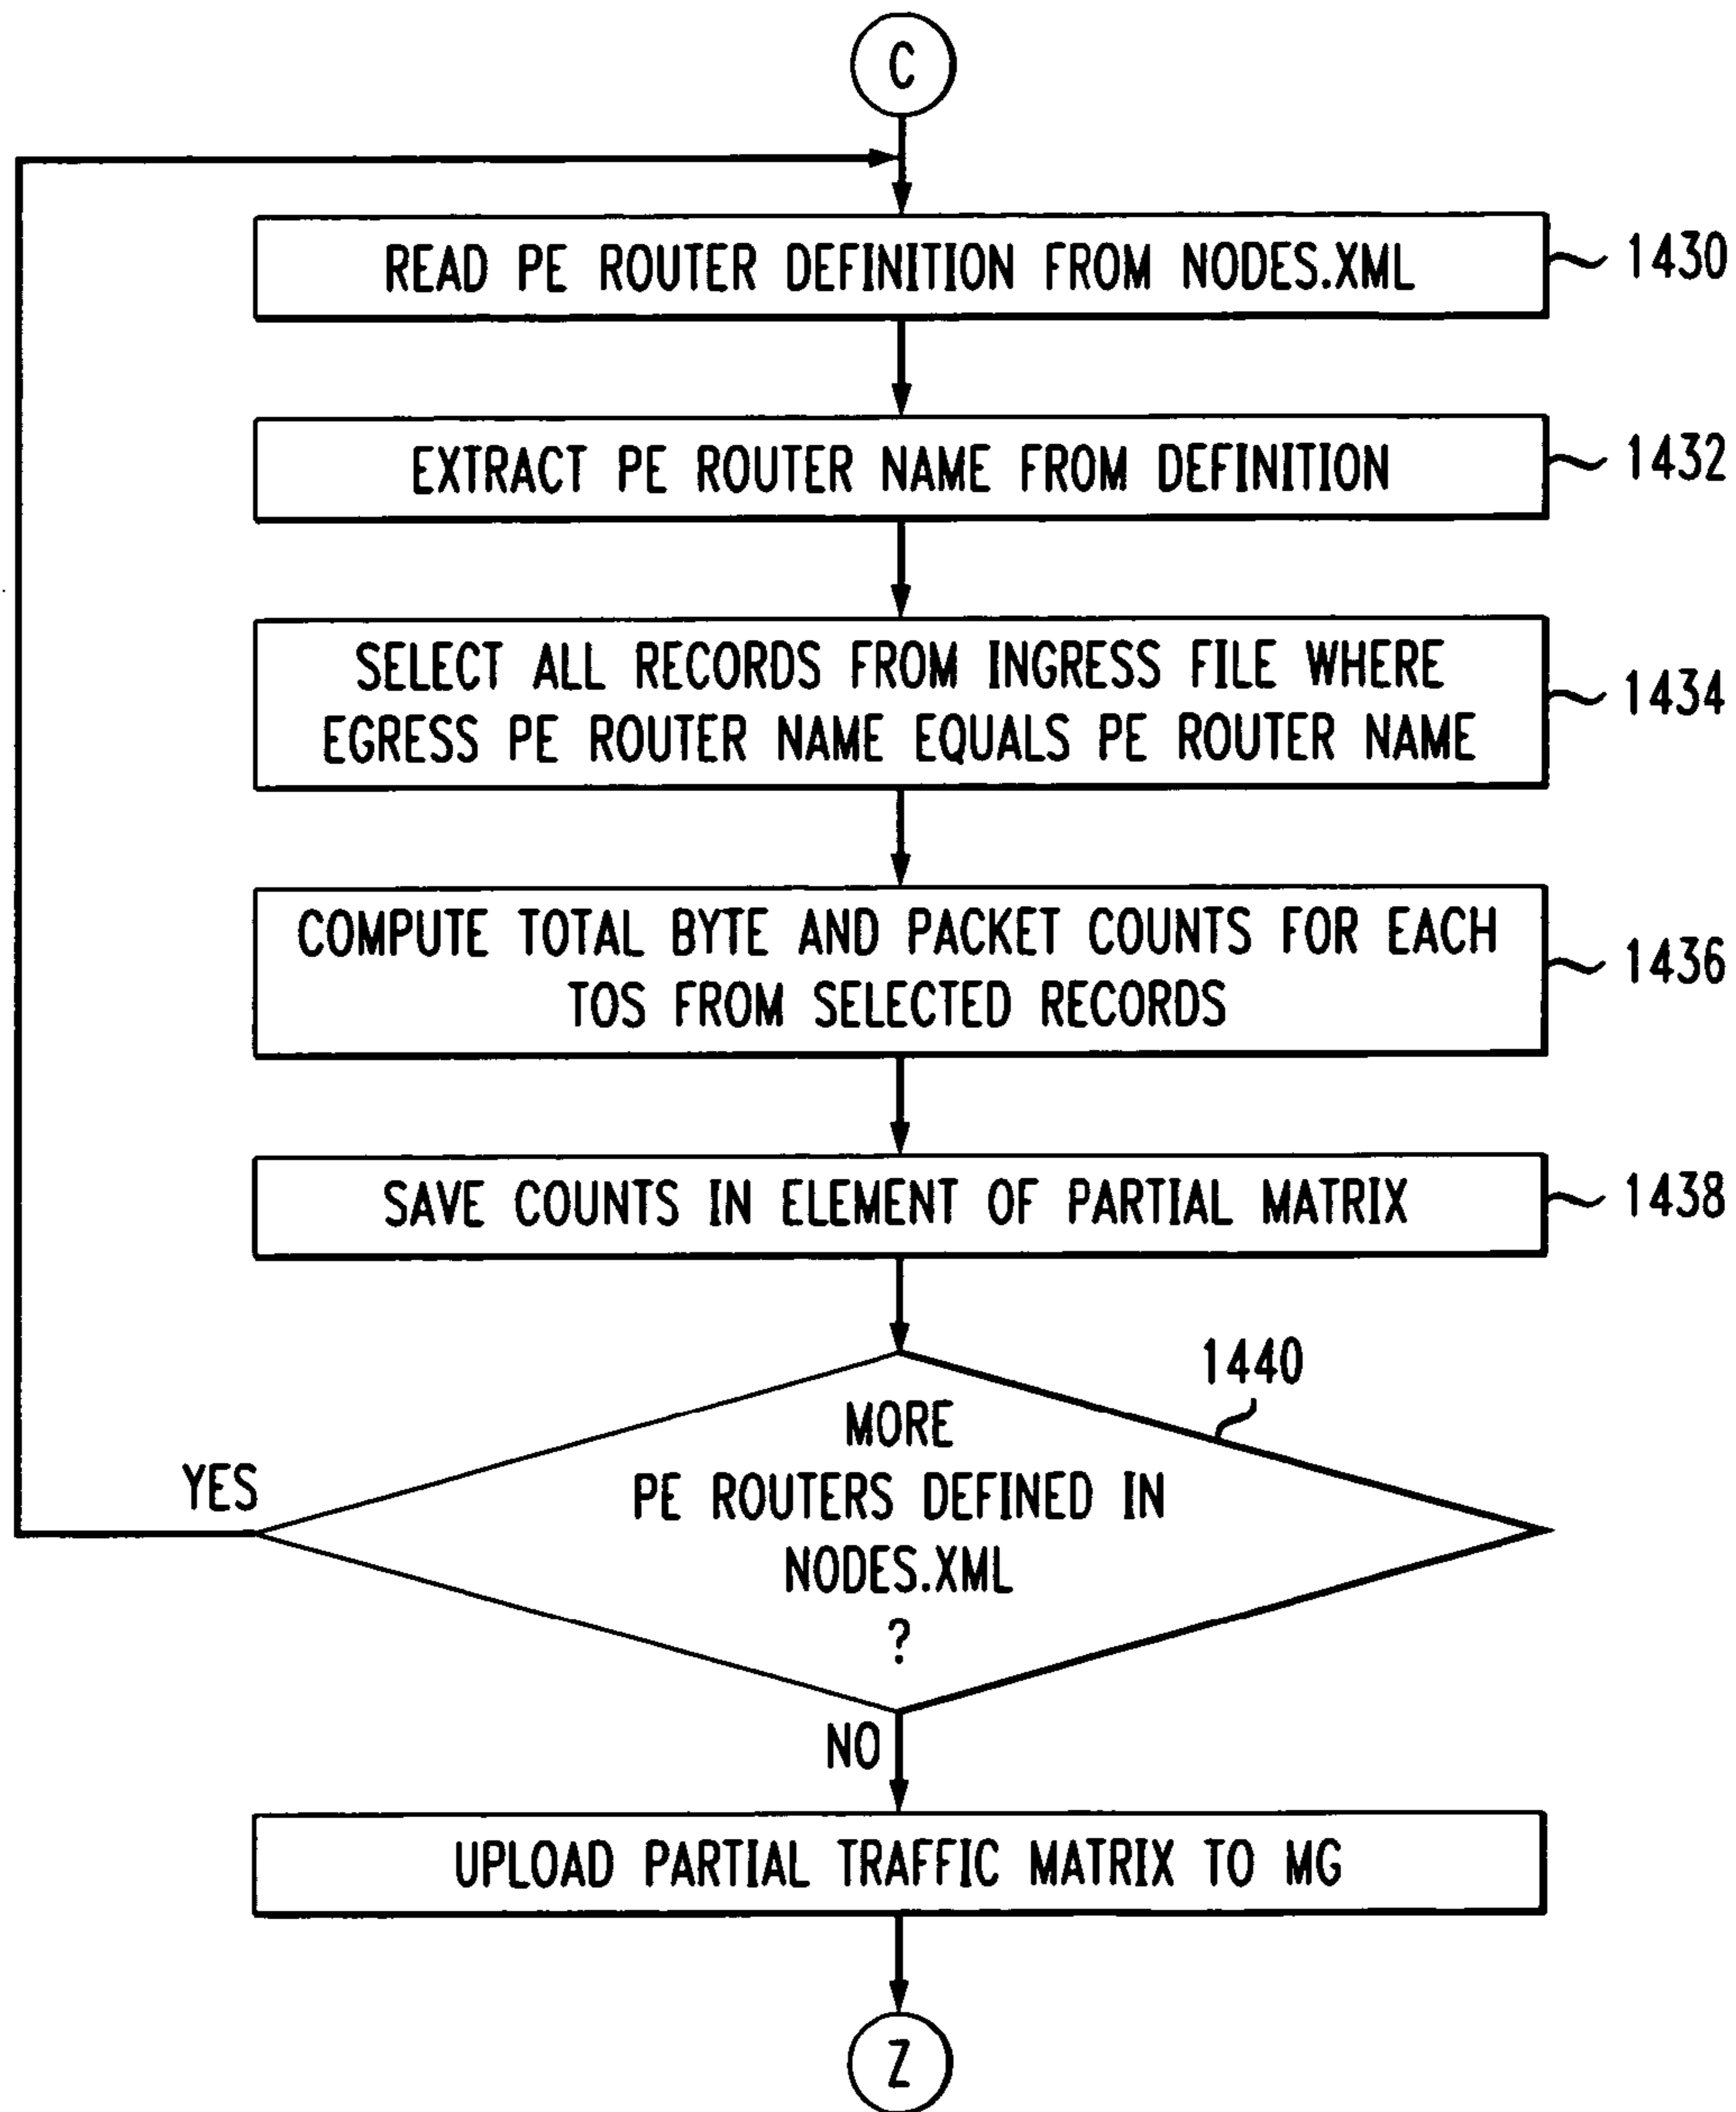 C
READ PE ROUTER DEFINITION FROM NODES.XML
1430
EXTRACT PE ROUTER NAME FROM DEFINITION
1432
SELECT ALL RECORDS FROM INGRESS FILE WHERE
EGRESS PE ROUTER NAME EQUALS PE ROUTER NAME
1434
COMPUTE TOTAL BYTE AND PACKET COUNTS FOR EACH
TOS FROM SELECTED RECORDS
1436
SAVE COUNTS IN ELEMENT OF PARTIAL MATRIX
1438
1440
MORE
PE ROUTERS DEFINED IN
NODES.XML
?
YES
NO
UPLOAD PARTIAL TRAFFIC MATRIX TO MG
Z